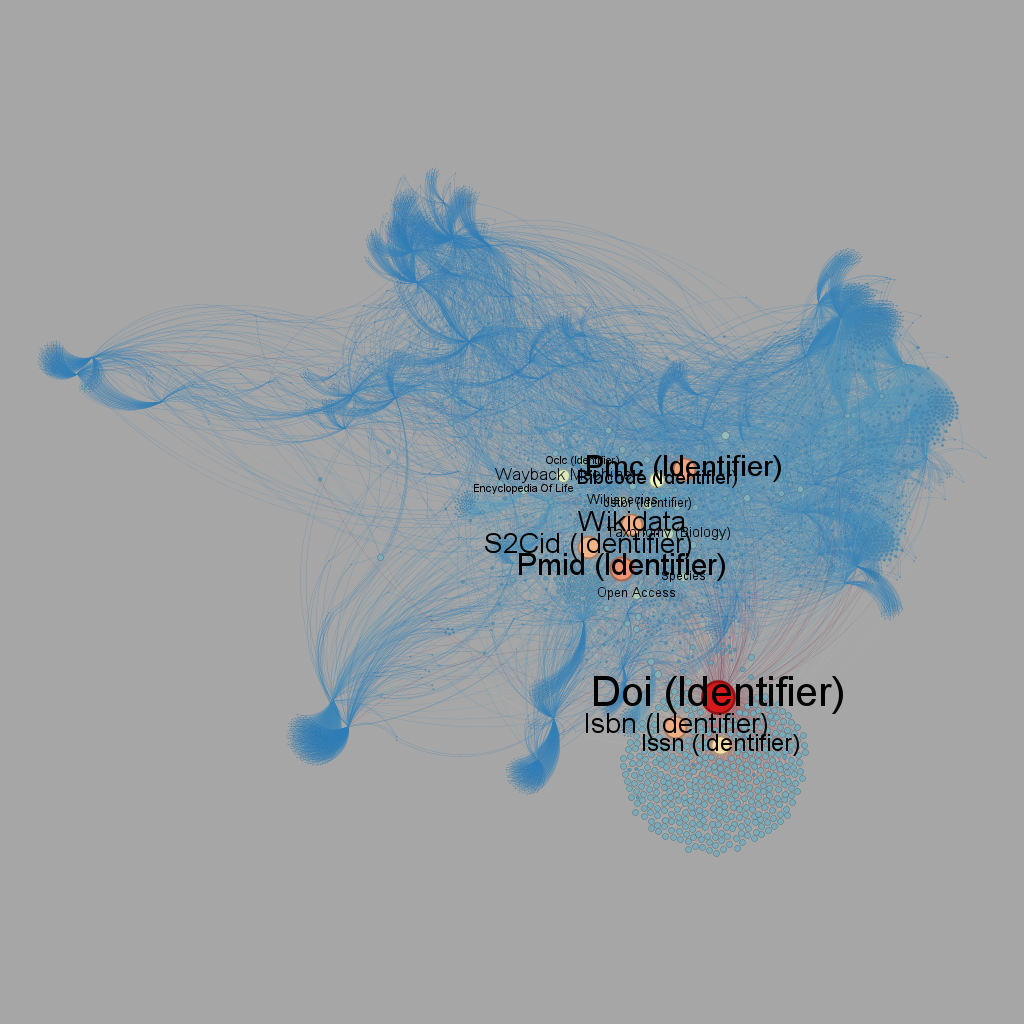 Oclc (Identifier)
Pmc (Identifier)
Wayback Machine
Bibcode (Identifier)
Encyclopedia Of Life
Wikispecies
Jstor (Identifier)
Wikidata
Taxonomy (Biology)
S2Cid (Identifier)
Pmid (Identifier)
Species
Open Access
Doi (Identifier)
Isbn (Identifier)
Issn (Identifier)